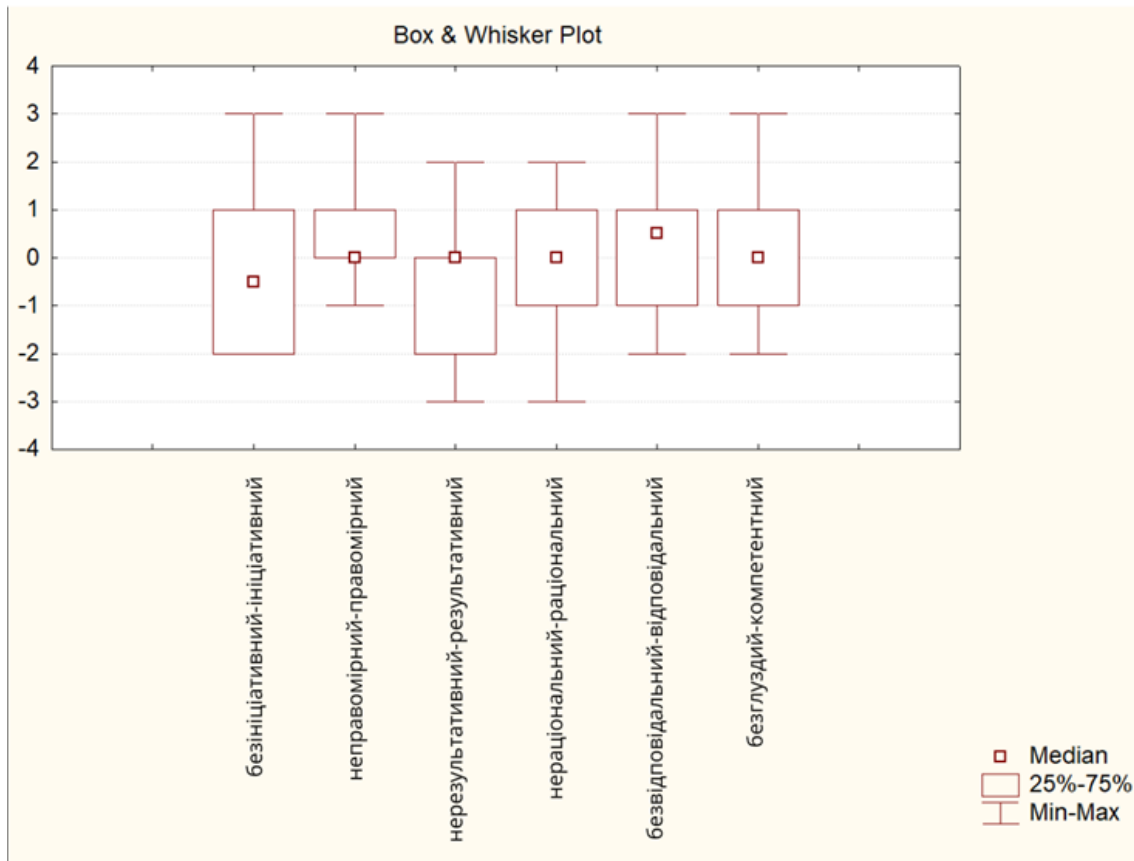 Box & Whisker Plot
4
3
2
1
0
-1
-2
-3
-4
безініціативний-ініціативний
неправомірний-правомірний
нерезультативний-результативний
нераціональний-раціональний
безвідповідальний-відповідальний
безглуздий-компетентний
Median
25%-75%
Min-Max